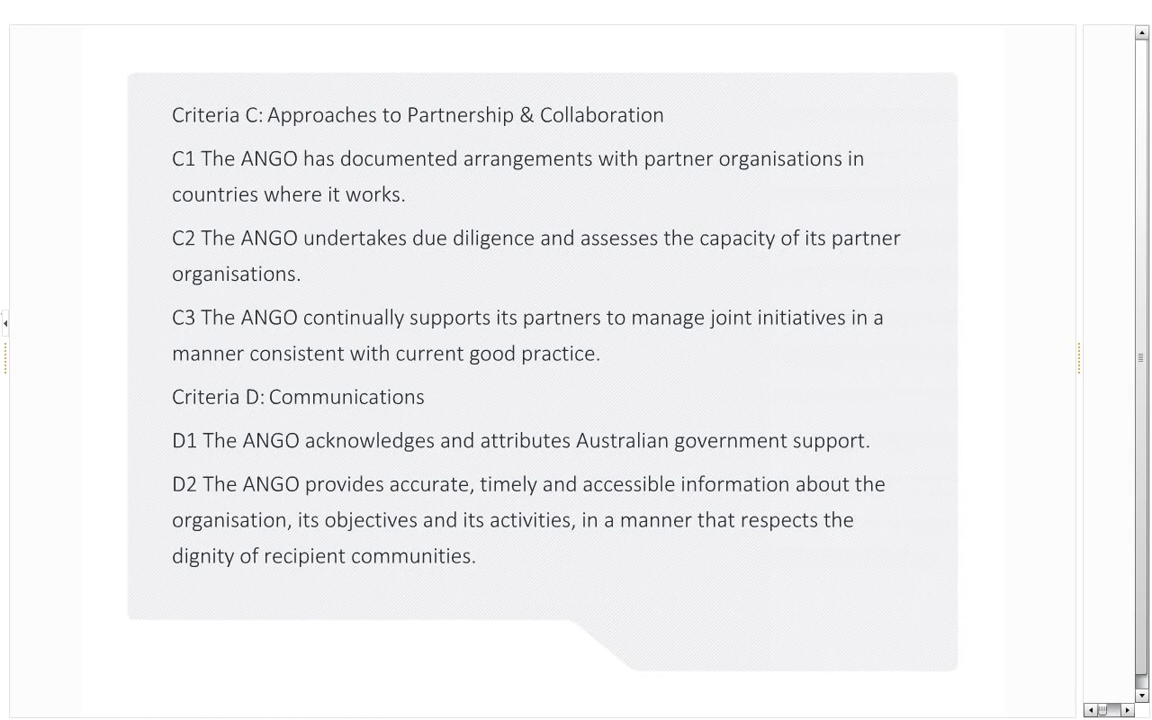 Criteria C: Approaches to Partnership & Collaboration
C1 The ANGO has documented arrangements with partner organisations in
countries where it works.
C2 The ANGO undertakes due diligence and assesses the capacity of its partner
organisations.
C3 The ANGO continually supports its partners to manage joint initiatives in a
manner consistent with current good practice.
Criteria D: Communications
D1 The ANGO acknowledges and attributes Australian government support.
D2 The ANGO provides accurate, timely and accessible information about the
organisation, its objectives and its activities, in a manner that respects the
dignity of recipient communities.